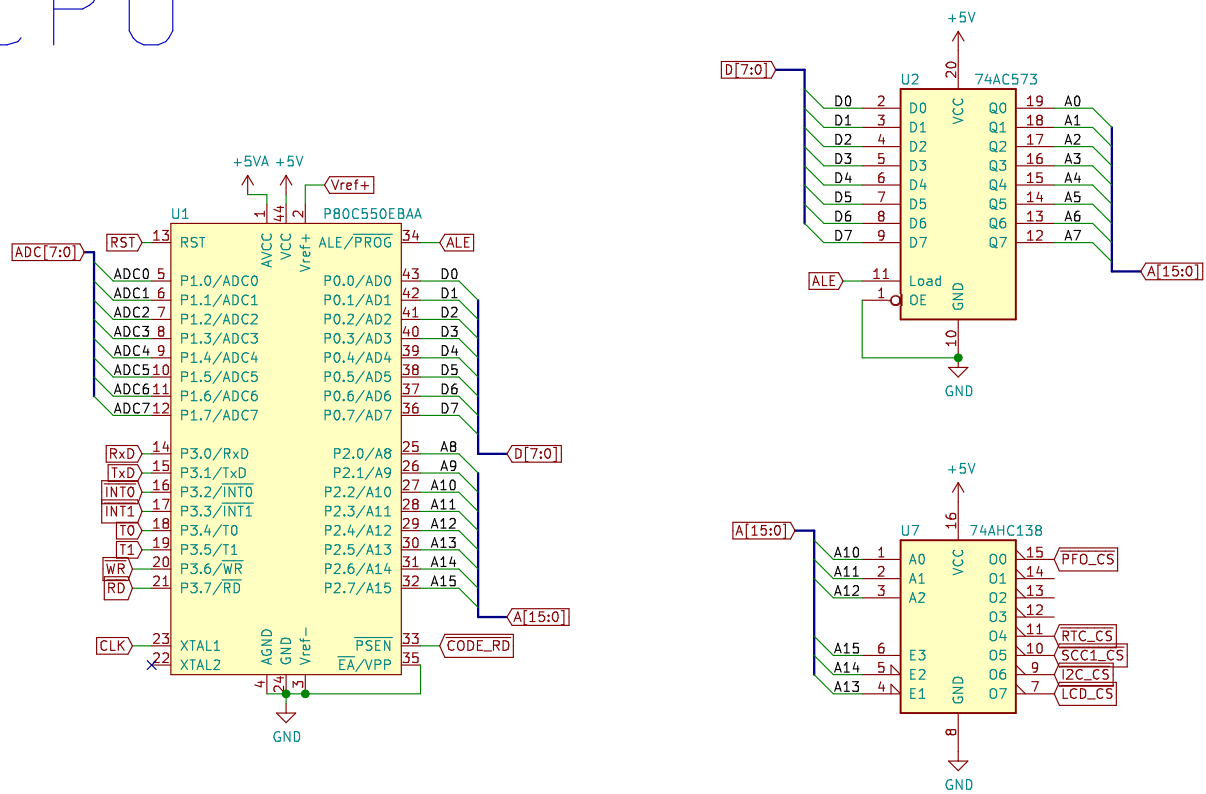 CPU
+5VA
+5V
Vref+
U1
P80C550EBAA
RST
13
RST
ADC[7:0]
ADC0 5 P1.0/ADC0
ADC1 6 P1.1/ADC1
ADC2 7 P1.2/ADC2
ADC3 8 P1.3/ADC3
ADC4 9 P1.4/ADC4
ADC5 10 P1.5/ADC5
ADC6 11 P1.6/ADC6
ADC7 12 P1.7/ADC7
RxD 14 P3.0/RxD
TxD 15 P3.1/TxD
INT0 16 P3.2/INT0
INT1 17 P3.3/INT1
T0 18 P3.4/T0
T1 19 P3.5/T1
WR 20 P3.6/WR
RD 21 P3.7/RD
CLK 23 XTAL1
22 XTAL2
1 AVCC
44 VCC
2 Vref+
ALE/PROG 34 ALE
P0.0/AD0 43 D0
P0.1/AD1 42 D1
P0.2/AD2 41 D2
P0.3/AD3 40 D3
P0.4/AD4 39 D4
P0.5/AD5 38 D5
P0.6/AD6 37 D6
P0.7/AD7 36 D7
D[7:0]
P2.0/A8 25 A8
P2.1/A9 26 A9
P2.2/A10 27 A10
P2.3/A11 28 A11
P2.4/A12 29 A12
P2.5/A13 30 A13
P2.6/A14 31 A14
P2.7/A15 32 A15
A[15:0]
PSEN 33 CODE_RD
EA/VPP 35
AGND 4
GND 24
Vref- 3
GND
+5V
20
VCC
U2
74AC573
D[7:0]
D0 2 D0 Q0 19 A0
D1 3 D1 Q1 18 A1
D2 4 D2 Q2 17 A2
D3 5 D3 Q3 16 A3
D4 6 D4 Q4 15 A4
D5 7 D5 Q5 14 A5
D6 8 D6 Q6 13 A6
D7 9 D7 Q7 12 A7
A[15:0]
ALE 11 Load
1 OE
GND
10
GND
+5V
16
VCC
U7
74AHC138
A[15:0]
A10 1 A0 O0 15 PFO_CS
A11 2 A1 O1 14
A12 3 A2 O2 13
O3 12
O4 11 RTC_CS
A15 6 E3 O5 10 SCC1_CS
A14 5 E2 O6 9 I2C_CS
A13 4 E1 O7 7 LCD_CS
GND
8
GND